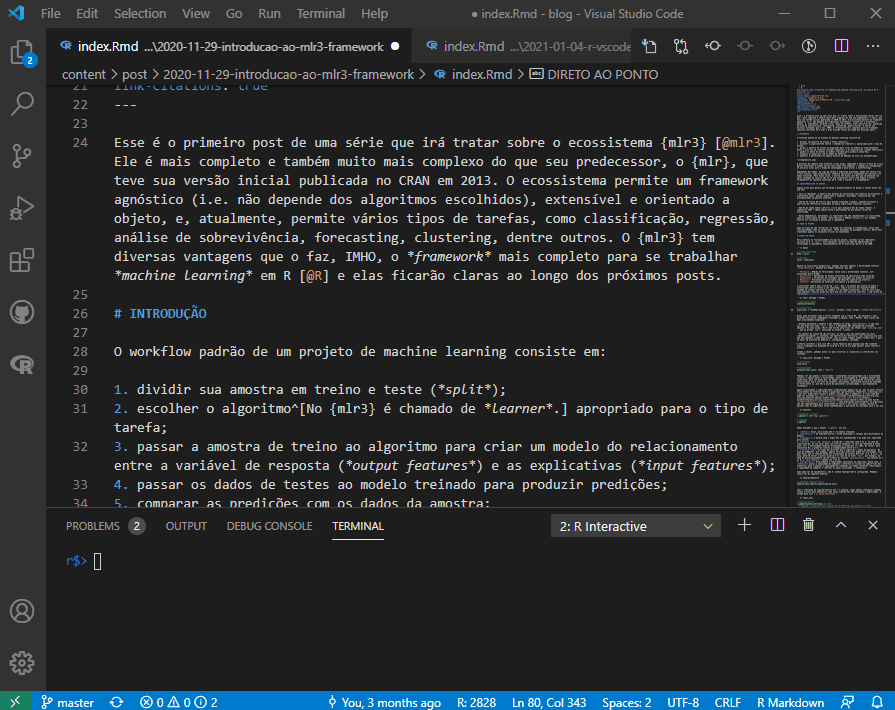 File Edit Selection View Go Run Terminal Help ● index.Rmd - blog - Visual Studio Code
index.Rmd ...\2020-11-29-introducao-ao-mlr3-framework ● index.Rmd ...\2021-01-04-r-vscode
content > post > 2020-11-29-introducao-ao-mlr3-framework > index.Rmd > DIRETO AO PONTO
2
21 link-citations: true
22 ---
23
24 Esse é o primeiro post de uma série que irá tratar sobre o ecossistema {mlr3} [@mlr3].
Ele é mais completo e também muito mais complexo do que seu predecessor, o {mlr}, que
teve sua versão inicial publicada no CRAN em 2013. O ecossistema permite um framework
agnóstico (i.e. não depende dos algoritmos escolhidos), extensível e orientado a
objeto, e, atualmente, permite vários tipos de tarefas, como classificação, regressão,
análise de sobrevivência, forecasting, clustering, dentre outros. O {mlr3} tem
diversas vantagens que o faz, IMHO, o *framework* mais completo para se trabalhar
*machine learning* em R [@R] e elas ficarão claras ao longo dos próximos posts.
25
26 # INTRODUÇÃO
27
28 O workflow padrão de um projeto de machine learning consiste em:
29
30 1. dividir sua amostra em treino e teste (*split*);
31 2. escolher o algoritmo^[No {mlr3} é chamado de *learner*.] apropriado para o tipo de
tarefa;
32 3. passar a amostra de treino ao algoritmo para criar um modelo do relacionamento
entre a variável de resposta (*output features*) e as explicativas (*input features*);
33 4. passar os dados de testes ao modelo treinado para produzir predições;
34 5. comparar as predições com os dados da amostra;
PROBLEMS 2 OUTPUT DEBUG CONSOLE TERMINAL 2: R Interactive
r$>
master 0 0 2 You, 3 months ago R: 2828 Ln 80, Col 343 Spaces: 2 UTF-8 CRLF R Markdown